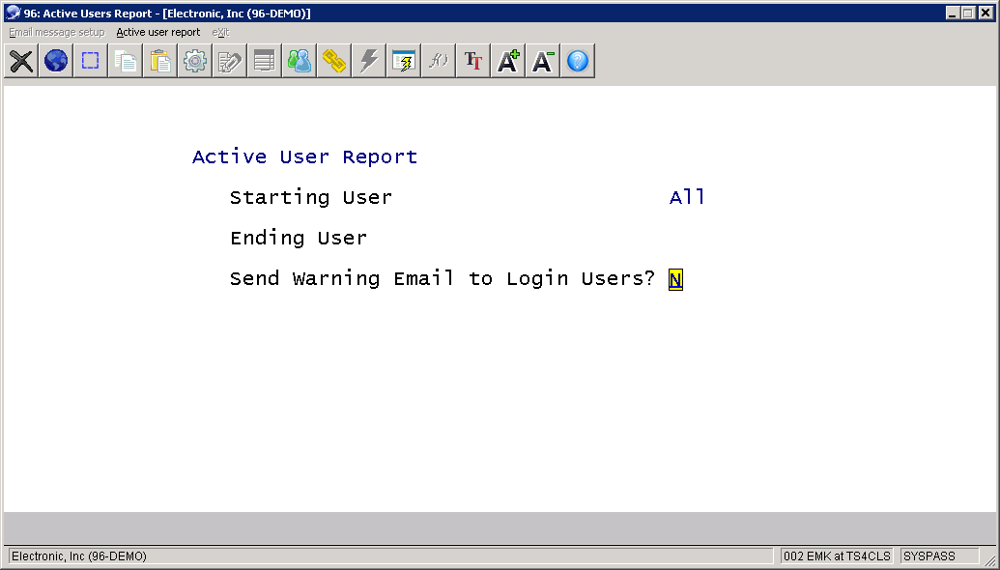 96: Active Users Report - [Electronic, Inc (96-DEMO)]
Email message setup Active user report eXit
f() TT A+ A-  ?
Active User Report
Starting User All
Ending User
Send Warning Email to Login Users? N
Electronic, Inc (96-DEMO) 002 EMK at TS4CLS SYSPASS